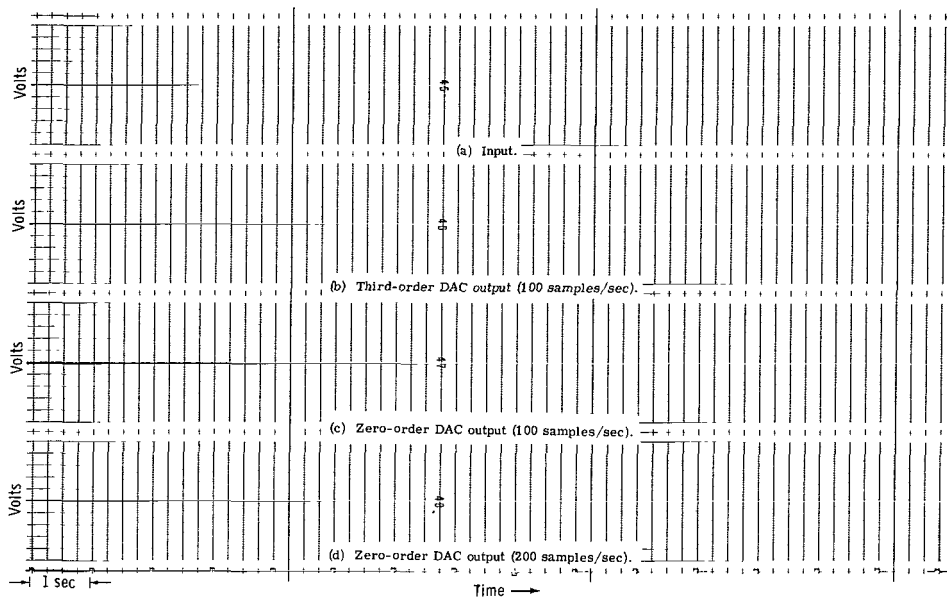 Volts
(a) Input.
Volts
(b) Third-order DAC output (100 samples/sec).
Volts
47
(c) Zero-order DAC output (100 samples/sec).
Volts
(d) Zero-order DAC output (200 samples/sec).
1 sec
Time